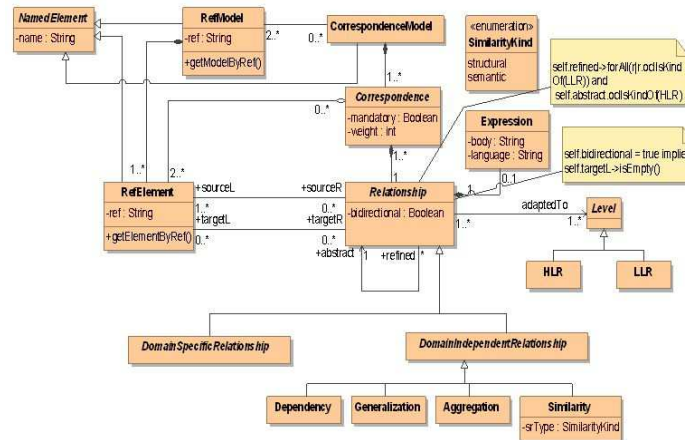 NamedElement
-name : String
RefModel
-ref : String
+getModelByRef()
2..*
0..*
CorrespondenceModel
«enumeration»
SimilarityKind
structural
semantic
self.refined->forAll(r|r.oclIsKind
Of(LLR)) and
self.abstract.oclIsKindOf(HLR)
1..*
0..*
Correspondence
-mandatory : Boolean
-weight : int
Expression
-body : String
-language : String
self.bidirectional = true implie
self.targetL->isEmpty()
1..*
2..*
1
1
0..1
RefElement
-ref : String
+getElementByRef()
+sourceL
1..*
+targetL
0..*
+sourceR
0..*
+targetR
0..*
Relationship
-bidirectional : Boolean
1..*
adaptedTo
1..*
Level
+abstract
1
+refined
*
HLR
LLR
DomainSpecificRelationship
DomainIndependentRelationship
Dependency
Generalization
Aggregation
Similarity
-srType : SimilarityKind